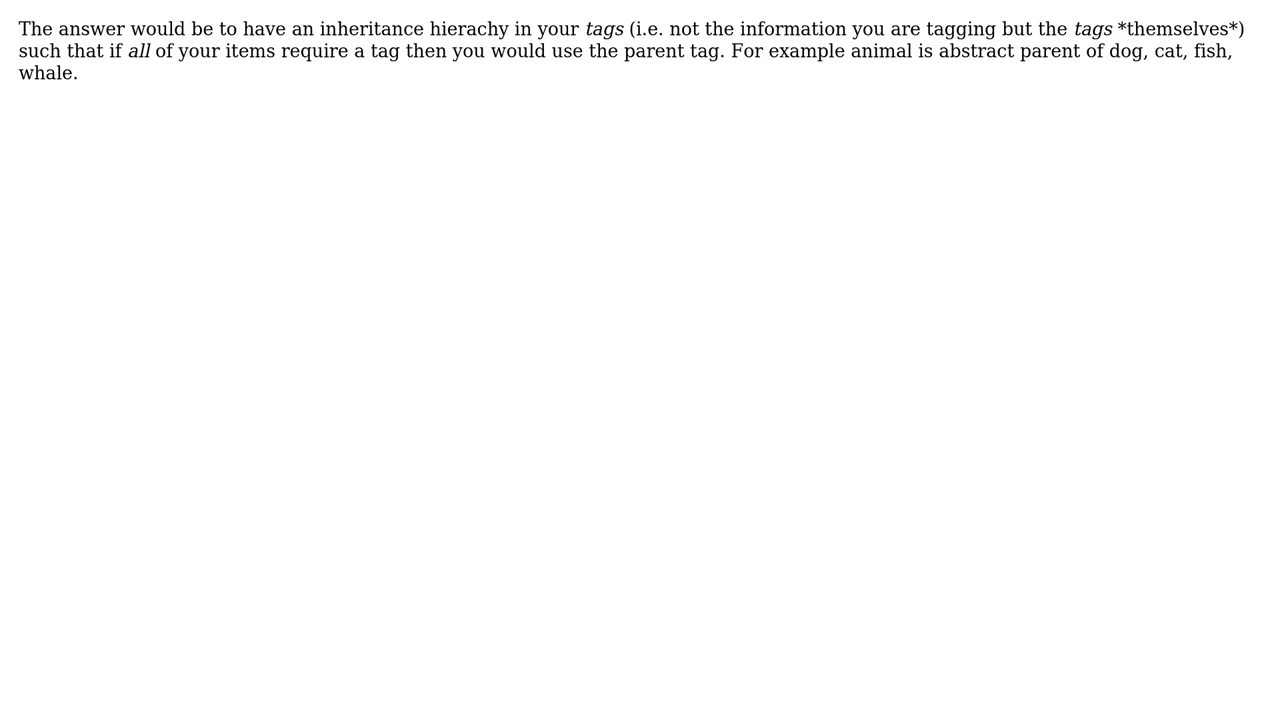 The answer would be to have an inheritance hierachy in your tags (i.e. not the information you are tagging but the tags *themselves*)
such that if all of your items require a tag then you would use the parent tag. For example animal is abstract parent of dog, cat, fish,
whale.